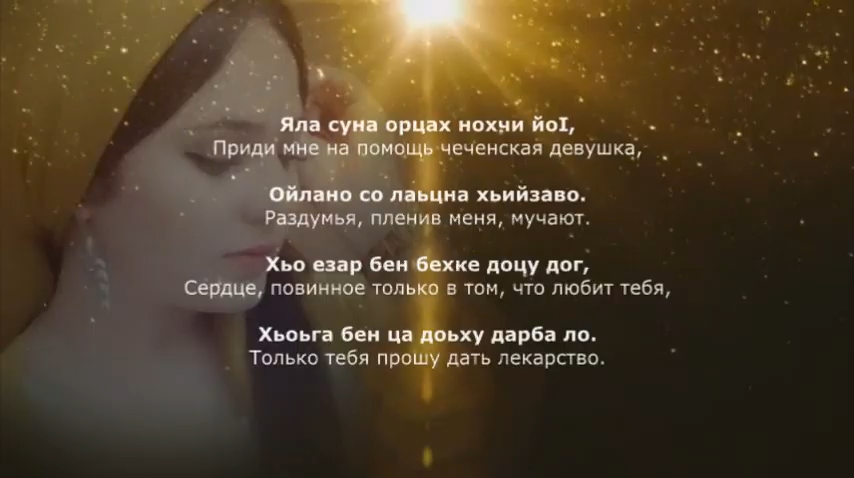 Яла суна орцах нохчи йоӀ,
Приди мне на помощь чеченская девушка,
Ойлано со лаьцна хьийзаво.
Раздумья, пленив меня, мучают.
Хьо езар бен бехке доцу дог,
Сердце, повинное только в том, что любит тебя,
Хьоьга бен ца доьху дарба ло.
Только тебя прошу дать лекарство.